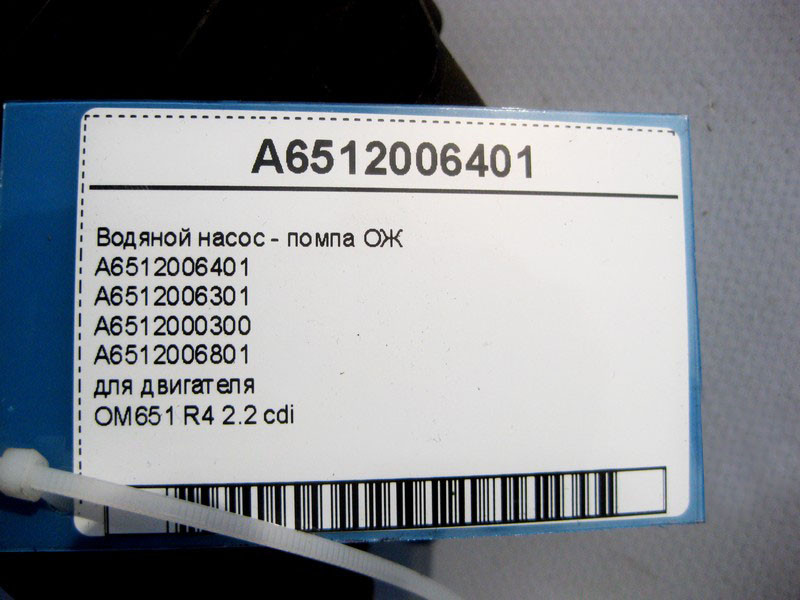 A6512006401
Водяной насос - помпа ОЖ
A6512006401
A6512006301
A6512000300
A6512006801
для двигателя
OM651 R4 2.2 cdi